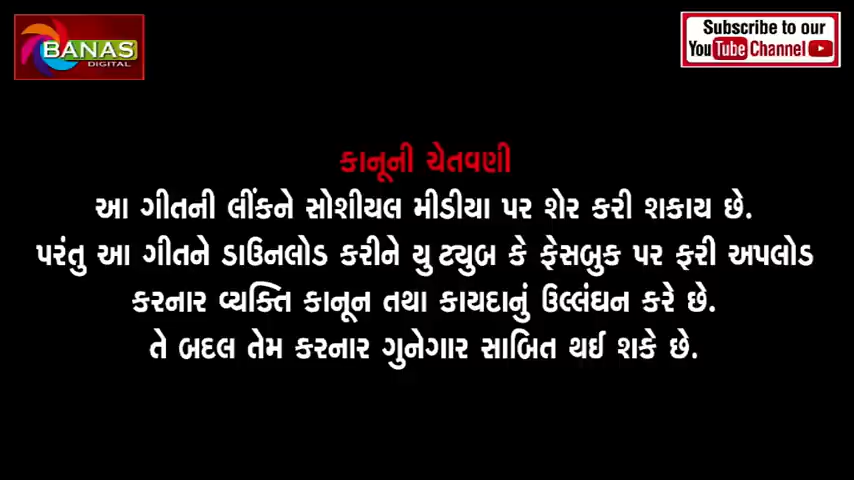 BANAS
DIGITAL
Subscribe to our
YouTube Channel
કાનૂની ચેતવણી
આ ગીતની લીંકને સોશીયલ મીડીયા પર શેર કરી શકાય છે.
પરંતુ આ ગીતને ડાઉનલોડ કરીને યુ ટ્યુબ કે ફેસબુક પર ફરી અપલોડ
કરનાર વ્યક્તિ કાનૂન તથા કાયદાનું ઉલ્લંઘન કરે છે.
તે બદલ તેમ કરનાર ગુનેગાર સાબિત થઈ શકે છે.